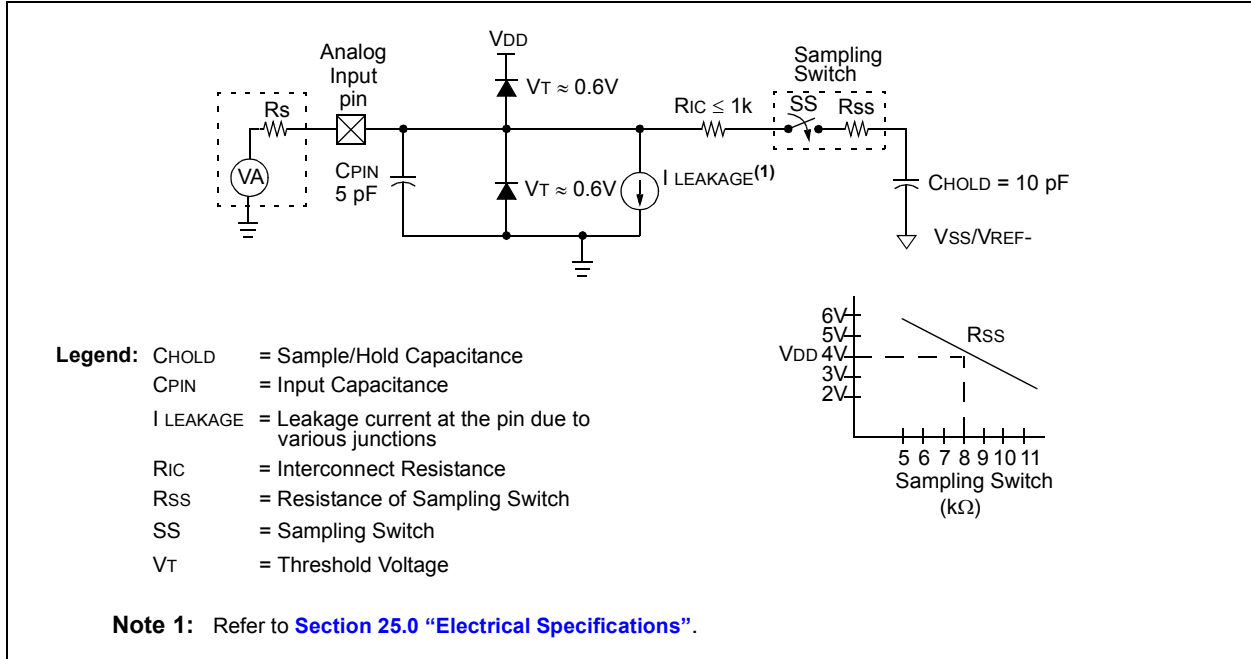 VDD
Analog
Input
pin
Sampling
Switch
VT ≈ 0.6V
RIC ≤ 1k
SS
Rss
Rs
VA
CPIN
5 pF
VT ≈ 0.6V
I LEAKAGE(1)
CHOLD = 10 pF
VSS/VREF-
6V
5V
VDD 4V
3V
2V
RSS
5 6 7 8 9 10 11
Sampling Switch
(kΩ)
Legend: CHOLD = Sample/Hold Capacitance
CPIN = Input Capacitance
I LEAKAGE = Leakage current at the pin due to
various junctions
RIC = Interconnect Resistance
RSS = Resistance of Sampling Switch
SS = Sampling Switch
VT = Threshold Voltage
Note 1: Refer to Section 25.0 “Electrical Specifications”.